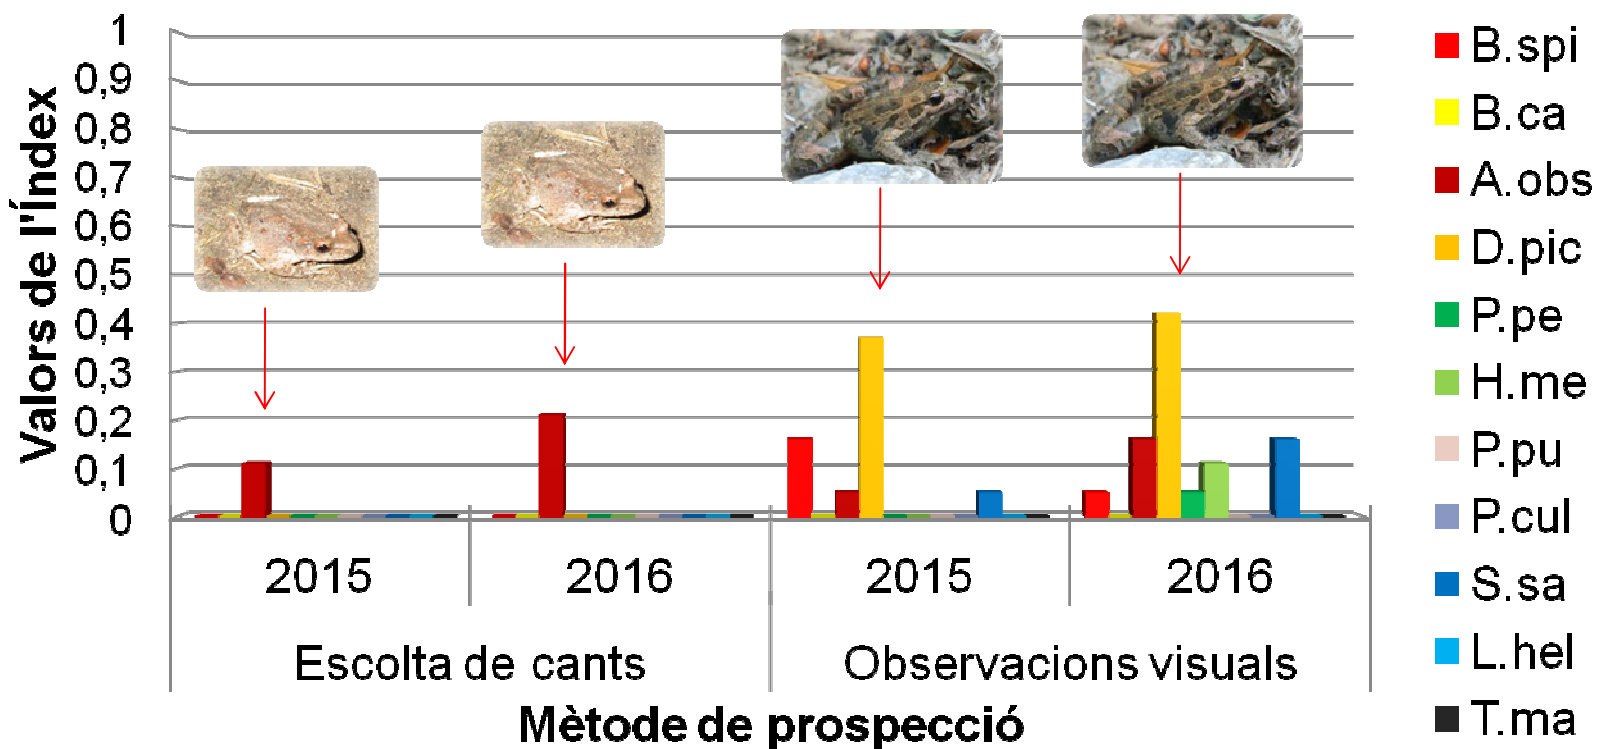 Valors de l'Índex
1
0,9
0,8
0,7
0,6
0,5
0,4
0,3
0,2
0,1
0
2015
2016
2015
2016
Escolta de cants
Observacions visuals
Mètode de prospecció
B.spi
B.ca
A.obs
D.pic
P.pe
H.me
P.pu
P.cul
S.sa
L.hel
T.ma